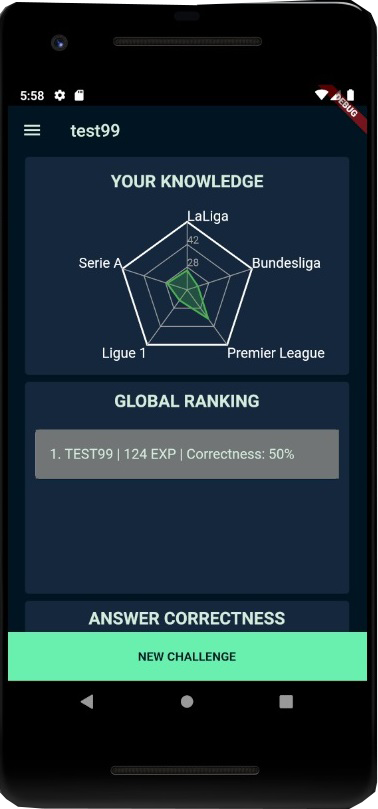 5:58
DEBUG
test99
YOUR KNOWLEDGE
LaLiga
42
Serie A
28
Bundesliga
Ligue 1
Premier League
GLOBAL RANKING
1. TEST99 | 124 EXP | Correctness: 50%
ANSWER CORRECTNESS
NEW CHALLENGE